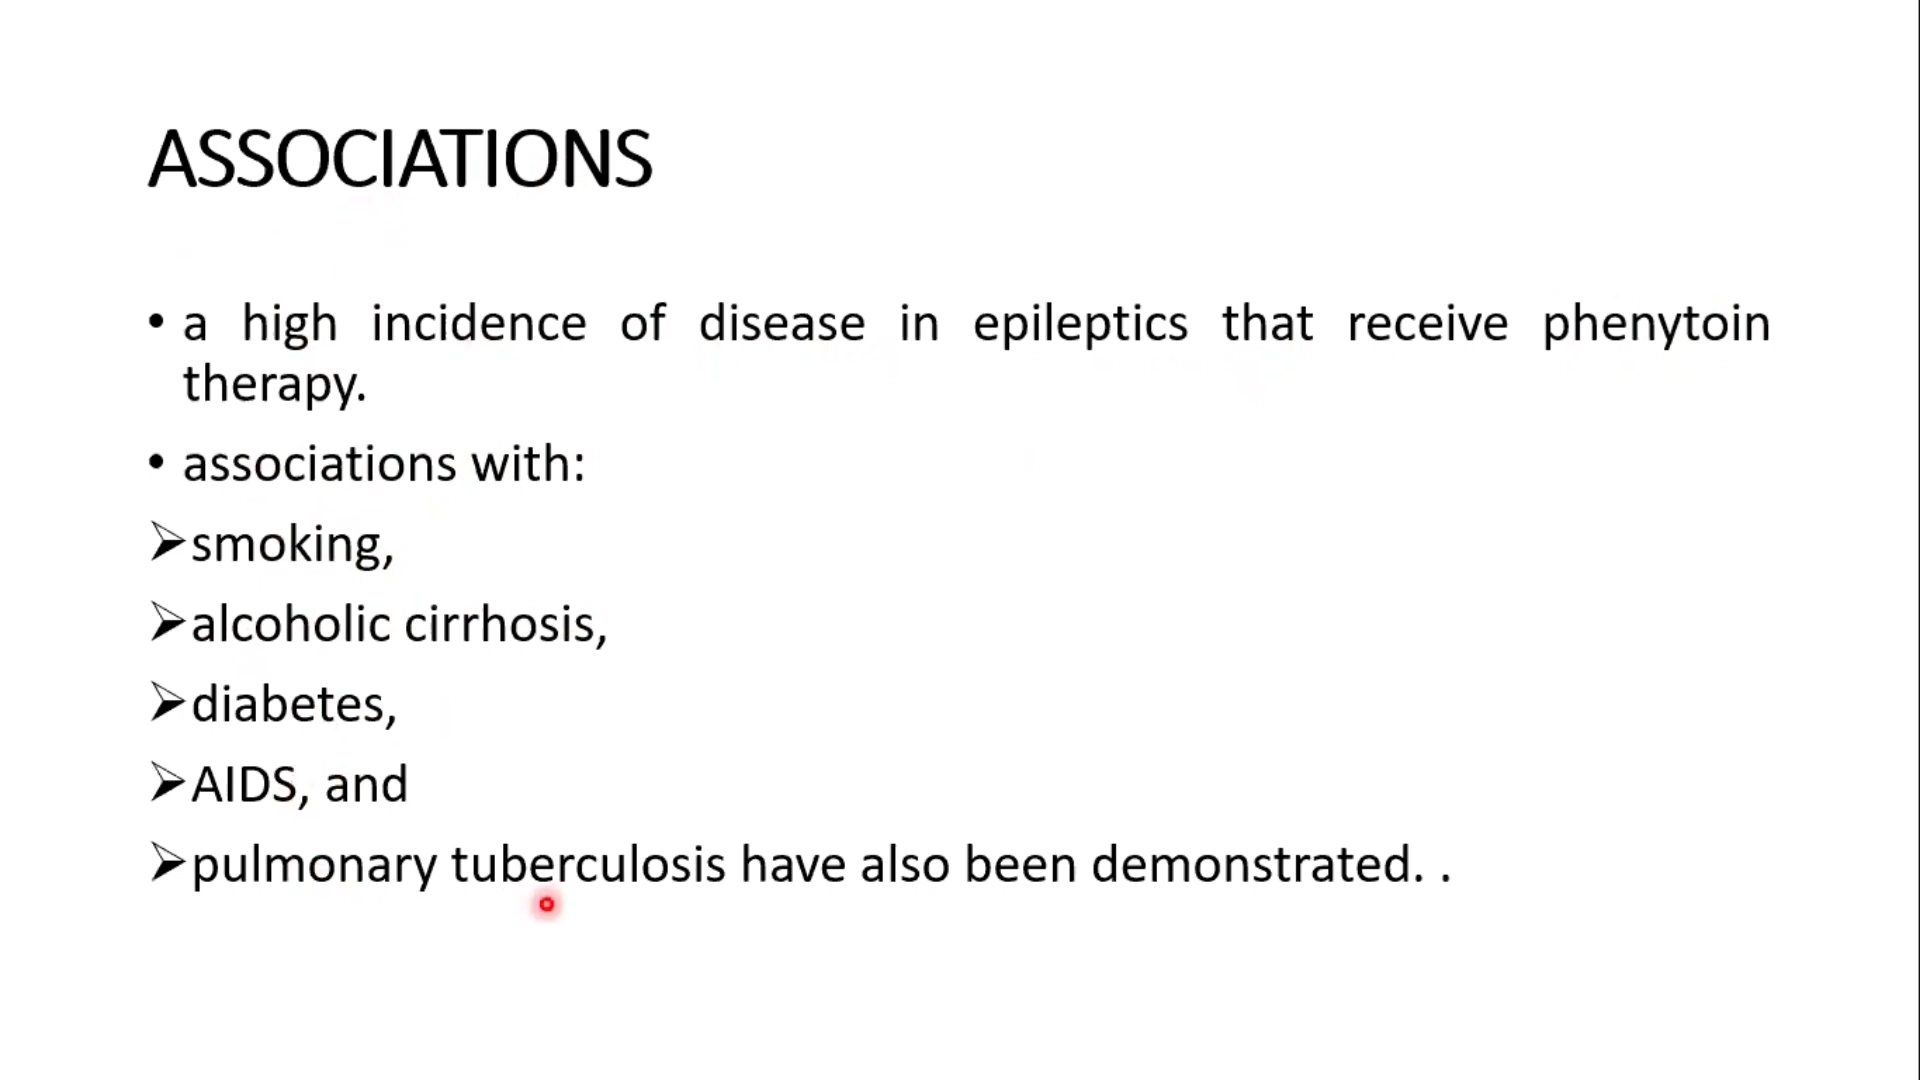 ASSOCIATIONS
• a high incidence of disease in epileptics that receive phenytoin
therapy.
• associations with:
➢smoking,
➢alcoholic cirrhosis,
➢diabetes,
➢AIDS, and
➢pulmonary tuberculosis have also been demonstrated. .